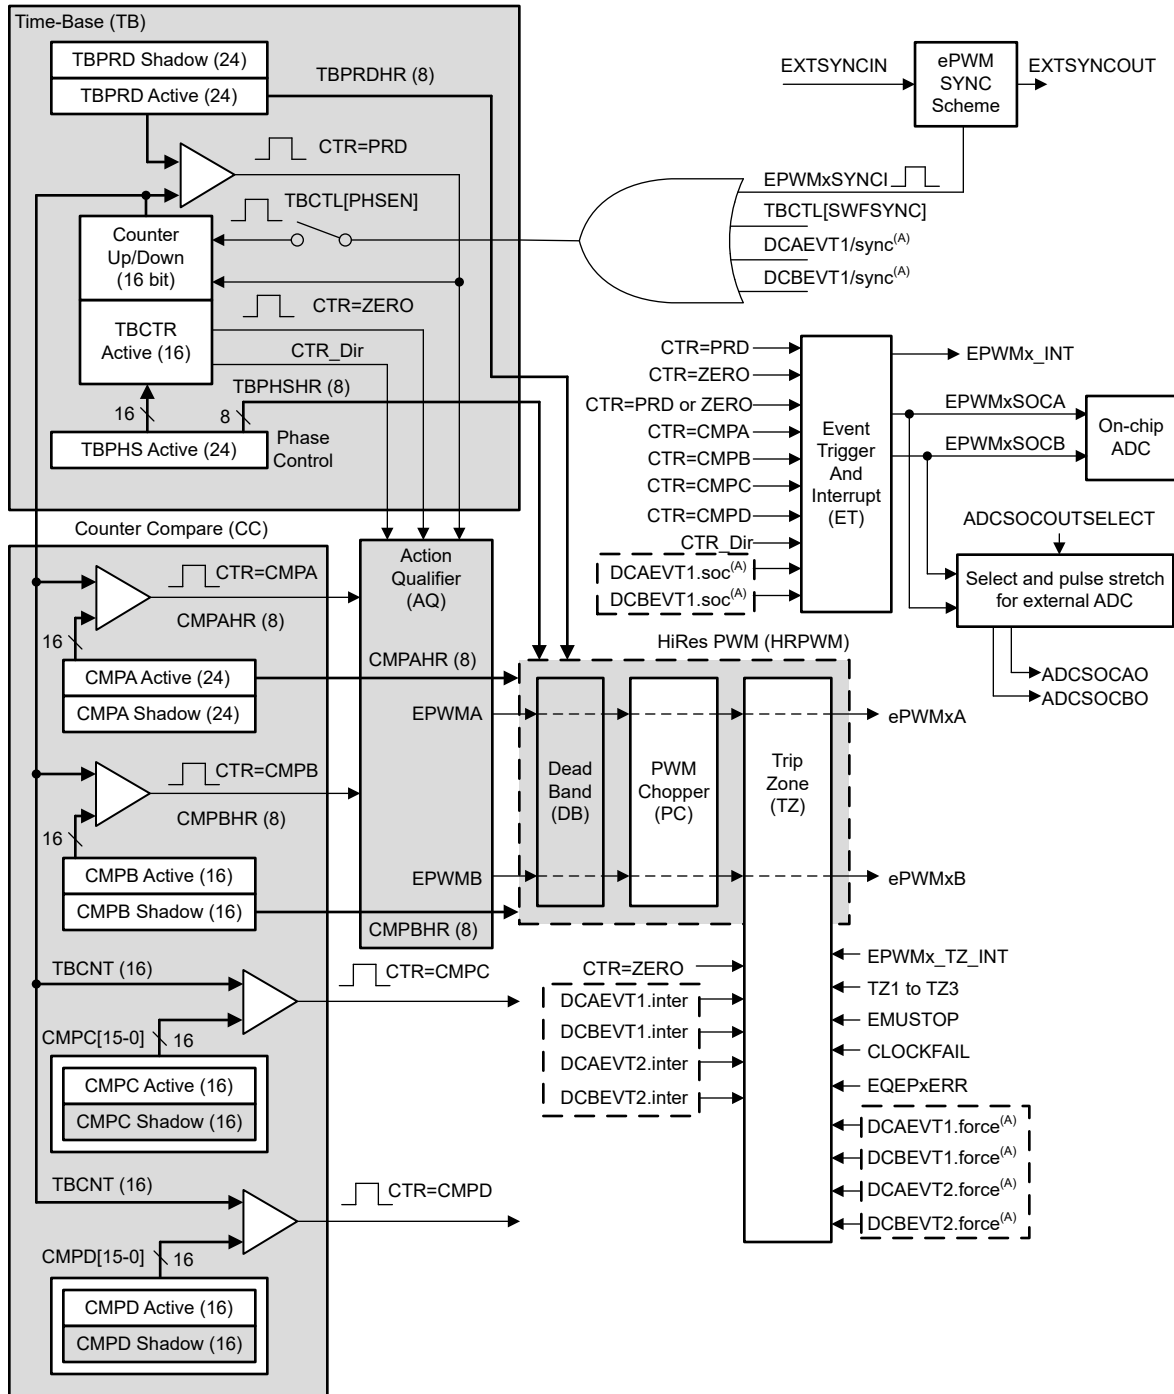 Time-Base (TB)
TBPRD Shadow (24)
TBPRD Active (24)
TBPRDHR (8)
CTR=PRD
TBCTL[PHSEN]
Counter
Up/Down
(16 bit)
CTR=ZERO
TBCTR
Active (16)
CTR_Dir
TBPHSHR (8)
16
8
TBPHS Active (24)
Phase
Control
EXTSYNCIN
ePWM
SYNC
Scheme
EXTSYNCOUT
EPWMxSYNCI
TBCTL[SWFSYNC]
DCAEVT1/sync(A)
DCBEVT1/sync(A)
CTR=PRD
CTR=ZERO
CTR=PRD or ZERO
CTR=CMPA
CTR=CMPB
CTR=CMPC
CTR=CMPD
CTR_Dir
DCAEVT1.soc(A)
DCBEVT1.soc(A)
Event
Trigger
And
Interrupt
(ET)
EPWMx_INT
EPWMxSOCA
EPWMxSOCB
On-chip
ADC
ADCSOCOUTSELECT
Select and pulse stretch
for external ADC
ADCSOCAO
ADCSOCBO
Counter Compare (CC)
CTR=CMPA
CMPAHR (8)
16
CMPA Active (24)
CMPA Shadow (24)
CTR=CMPB
CMPBHR (8)
16
CMPB Active (16)
CMPB Shadow (16)
TBCNT (16)
CTR=CMPC
CMPC[15-0]
16
CMPC Active (16)
CMPC Shadow (16)
TBCNT (16)
CTR=CMPD
CMPD[15-0]
16
CMPD Active (16)
CMPD Shadow (16)
Action
Qualifier
(AQ)
CMPAHR (8)
EPWMA
EPWMB
CMPBHR (8)
HiRes PWM (HRPWM)
Dead
Band
(DB)
PWM
Chopper
(PC)
Trip
Zone
(TZ)
ePWMxA
ePWMxB
CTR=ZERO
DCAEVT1.inter
DCBEVT1.inter
DCAEVT2.inter
DCBEVT2.inter
EPWMx_TZ_INT
TZ1 to TZ3
EMUSTOP
CLOCKFAIL
EQEPxERR
DCAEVT1.force(A)
DCBEVT1.force(A)
DCAEVT2.force(A)
DCBEVT2.force(A)